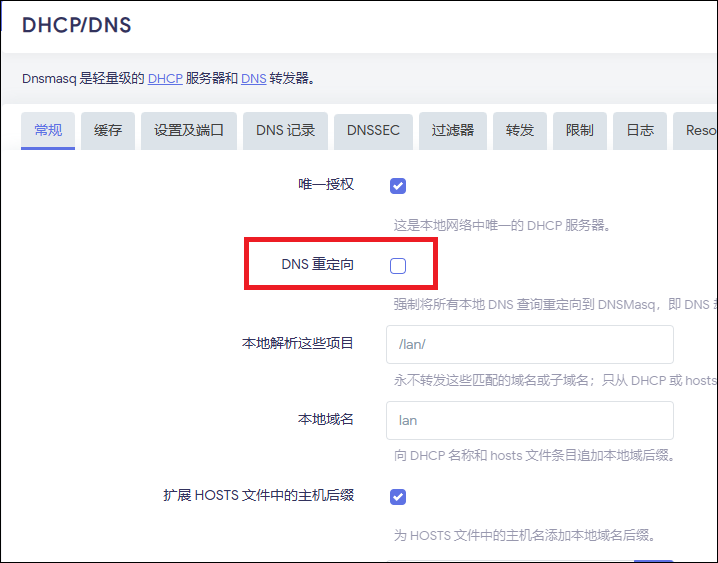 DHCP/DNS
Dnsmasq 是轻量级的 DHCP 服务器和 DNS 转发器。
常规 缓存 设置及端口 DNS 记录 DNSSEC 过滤器 转发 限制 日志 Reso
唯一授权
这是本地网络中唯一的 DHCP 服务器。
DNS 重定向
强制将所有本地 DNS 查询重定向到 DNSMasq，即 DNS
本地解析这些项目 /lan/
永不转发这些匹配的域名或子域名；只从 DHCP 或 hosts
本地域名 lan
向 DHCP 名称和 hosts 文件条目追加本地域后缀。
扩展 HOSTS 文件中的主机后缀
为 HOSTS 文件中的主机名添加本地域名后缀。